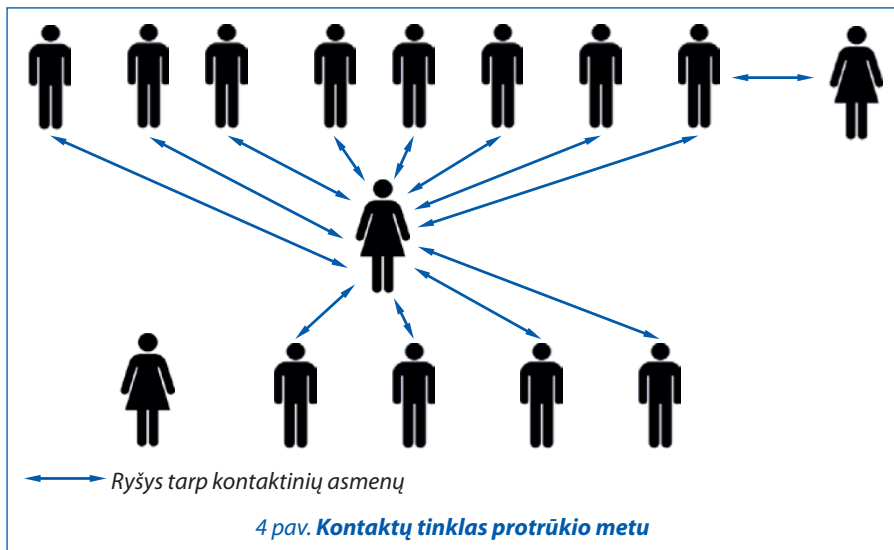 Ryšys tarp kontaktinių asmenų
4 pav. Kontaktų tinklas protrūkio metu